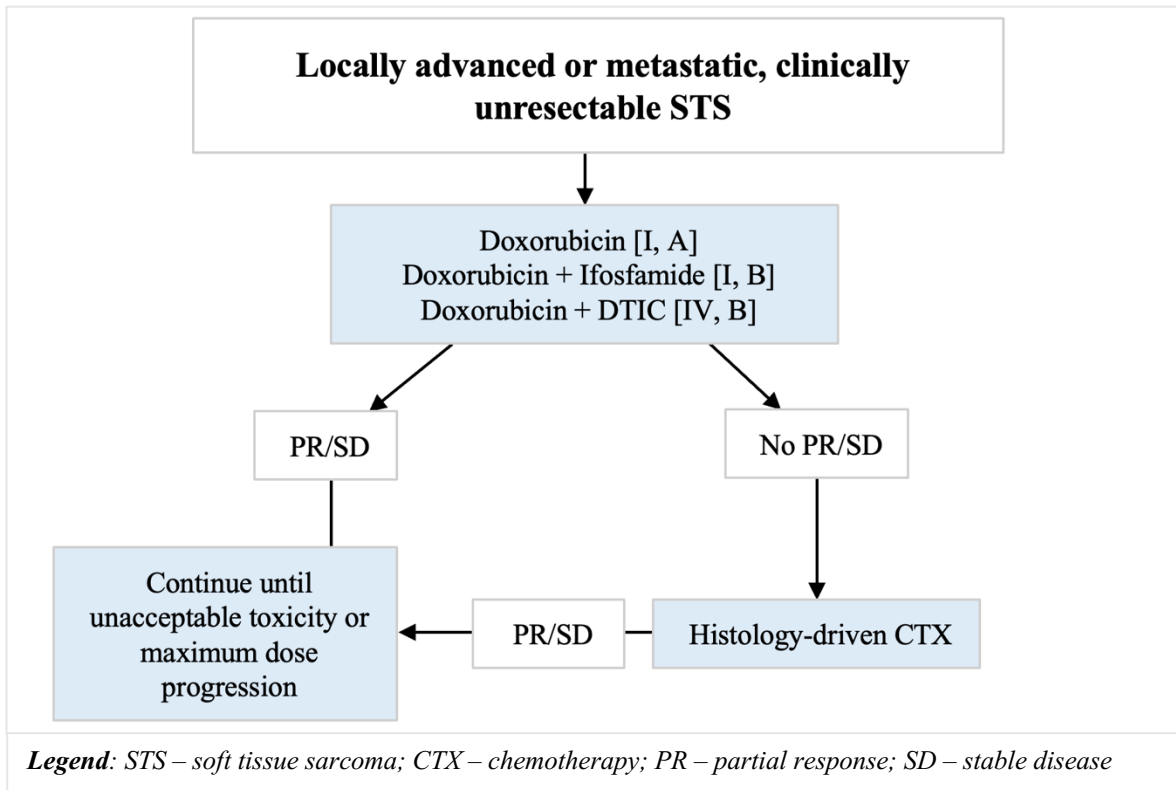 Locally advanced or metastatic, clinically
unresectable STS
Doxorubicin [I, A]
Doxorubicin + Ifosfamide [I, B]
Doxorubicin + DTIC [IV, B]
PR/SD
No PR/SD
Continue until
unacceptable toxicity or
maximum dose
progression
PR/SD
Histology-driven CTX
Legend: STS – soft tissue sarcoma; CTX – chemotherapy; PR – partial response; SD – stable disease